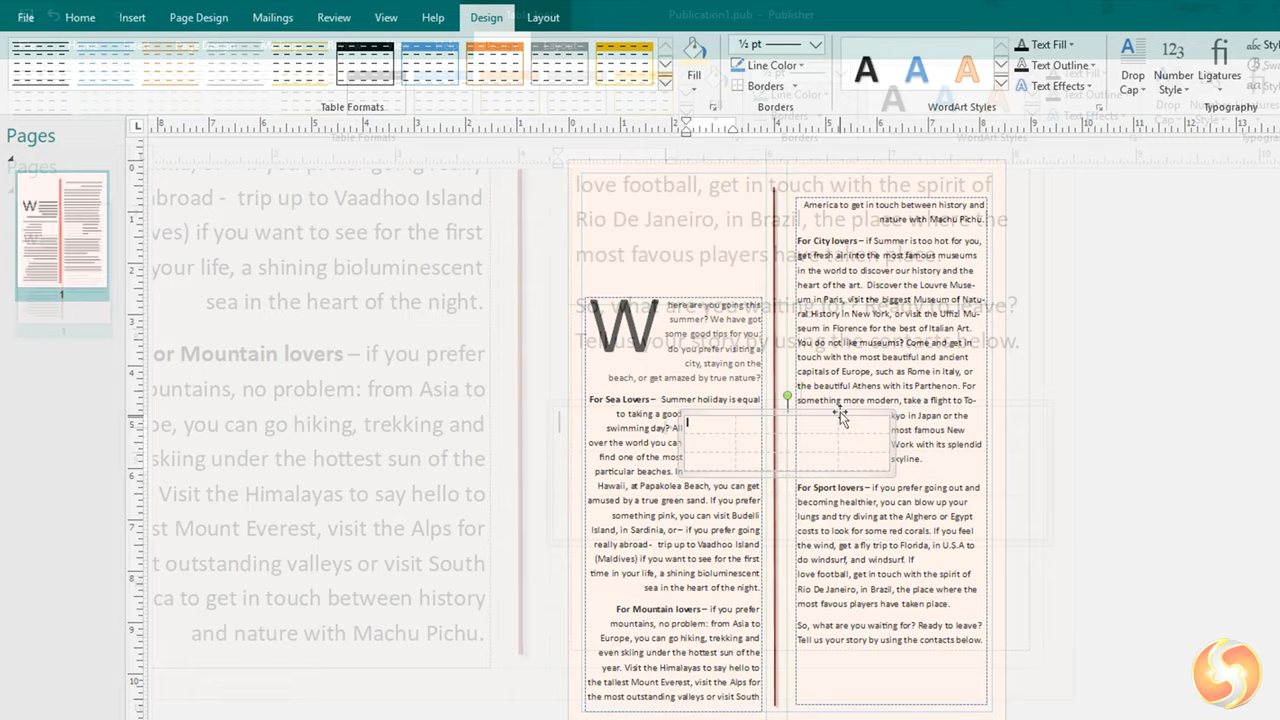 Publication1.pub - Publisher
File Home Insert Page Design Mailings Review View Help Design Layout
Fill
½ pt
Line Color
Borders
Text Fill
Text Outline
Text Effects
Drop Cap
Number Style
Ligatures
Table Formats
Borders
WordArt Styles
Typography
Pages
1
here are you going this
W
summer? We have got
some good tips for you:
do you prefer visiting a
city, staying on the
beach, or get amazed by true nature?
For Sea Lovers – Summer holiday is equal
to taking a good
swimming day? All
over the world you can
find one of the most
particular beaches. In
Hawaii, at Papakolea Beach, you can get
amused by a true green sand. If you prefer
something pink, you can visit Budelli
Island, in Sardinia, or – if you prefer going
really abroad - trip up to Vaadhoo Island
(Maldives) if you want to see for the first
time in your life, a shining bioluminescent
sea in the heart of the night.
For Mountain lovers – if you prefer
mountains, no problem: from Asia to
Europe, you can go hiking, trekking and
even skiing under the hottest sun of the
year. Visit the Himalayas to say hello to
the tallest Mount Everest, visit the Alps for
the most outstanding valleys or visit South
America to get in touch between history and
nature with Machu Pichu.
For City lovers – if Summer is too hot for you,
get fresh air into the most famous museums
in the world to discover our history and the
heart of the art. Discover the Louvre Muse-
um in Paris, visit the biggest Museum of Natu-
ral History in New York, or visit the Uffizi Mu-
seum in Florence for the best of Italian Art.
You do not like museums? Come and get in
touch with the most beautiful and ancient
capitals of Europe, such as Rome in Italy, or
the beautiful Athens with its Parthenon. For
something more modern, take a flight to To-
kyo in Japan or the
most famous New
Work with its splendid
skyline.
For Sport lovers – if you prefer going out and
becoming healthier, you can blow up your
lungs and try diving at the Alghero or Egypt
costs to look for some red corals. If you feel
the wind, get a fly trip to Florida, in U.S.A to
do windsurf, and windsurf. If
love football, get in touch with the spirit of
Rio De Janeiro, in Brazil, the place where the
most famous players have taken place.
So, what are you waiting for? Ready to leave?
Tell us your story by using the contacts below.
abroad - trip up to Vaadhoo Island
if you want to see for the first
your life, a shining bioluminescent
sea in the heart of the night.
or Mountain lovers – if you prefer
ountains, no problem: from Asia to
pe, you can go hiking, trekking and
skiing under the hottest sun of the
Visit the Himalayas to say hello to
st Mount Everest, visit the Alps for
t outstanding valleys or visit South
ca to get in touch between history
and nature with Machu Pichu.
love football, get in touch with the spirit of
Rio De Janeiro, in Brazil, the place where the
most favous players have taken place.
So, what are you waiting for? Ready to leave?
Tell us your story by using the contacts below.